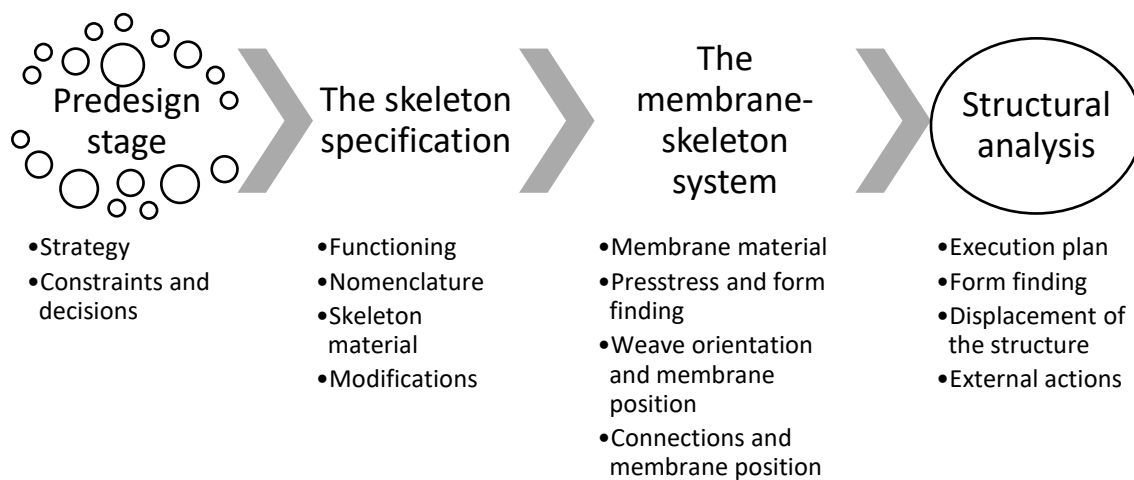 Predesign
stage
•Strategy
•Constraints and
decisions
The skeleton
specification
•Functioning
•Nomenclature
•Skeleton
material
•Modifications
The
membrane-
skeleton
system
•Membrane material
•Presstress and form
finding
•Weave orientation
and membrane
position
•Connections and
membrane position
Structural
analysis
•Execution plan
•Form finding
•Displacement of
the structure
•External actions